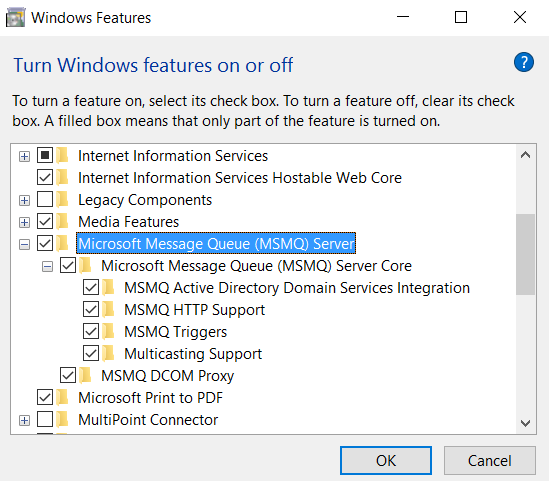 Windows Features
Turn Windows features on or off
To turn a feature on, select its check box. To turn a feature off, clear its check
box. A filled box means that only part of the feature is turned on.
Internet Information Services
Internet Information Services Hostable Web Core
Legacy Components
Media Features
Microsoft Message Queue (MSMQ) Server
Microsoft Message Queue (MSMQ) Server Core
MSMQ Active Directory Domain Services Integration
MSMQ HTTP Support
MSMQ Triggers
Multicasting Support
MSMQ DCOM Proxy
Microsoft Print to PDF
MultiPoint Connector
OK
Cancel